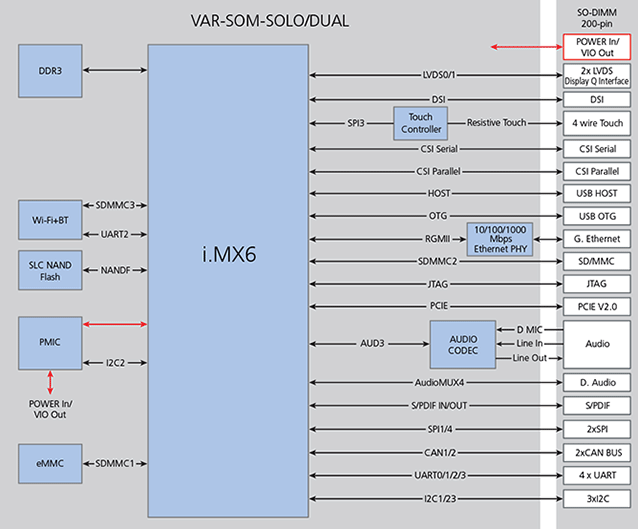 VAR-SOM-SOLO/DUAL
SO-DIMM
200-pin
DDR3
POWER In/
VIO Out
LVDS0/1
2x LVDS
Display Q Interface
DSI
DSI
SPI3
Touch
Controller
Resistive Touch
4 wire Touch
CSI Serial
CSI Serial
CSI Parallel
CSI Parallel
HOST
USB HOST
Wi-Fi+BT
SDMMC3
UART2
OTG
USB OTG
i.MX6
RGMII
10/100/1000
Mbps
Ethernet PHY
G. Ethernet
SLC NAND
Flash
NANDF
SDMMC2
SD/MMC
JTAG
JTAG
PCIE
PCIE V2.0
PMIC
I2C2
POWER In/
VIO Out
AUD3
AUDIO
CODEC
D MIC
Line In
Line Out
Audio
AudioMUX4
D. Audio
S/PDIF IN/OUT
S/PDIF
SPI1/4
2xSPI
eMMC
SDMMC1
CAN1/2
2xCAN BUS
UART0/1/2/3
4 x UART
I2C1/23
3xI2C